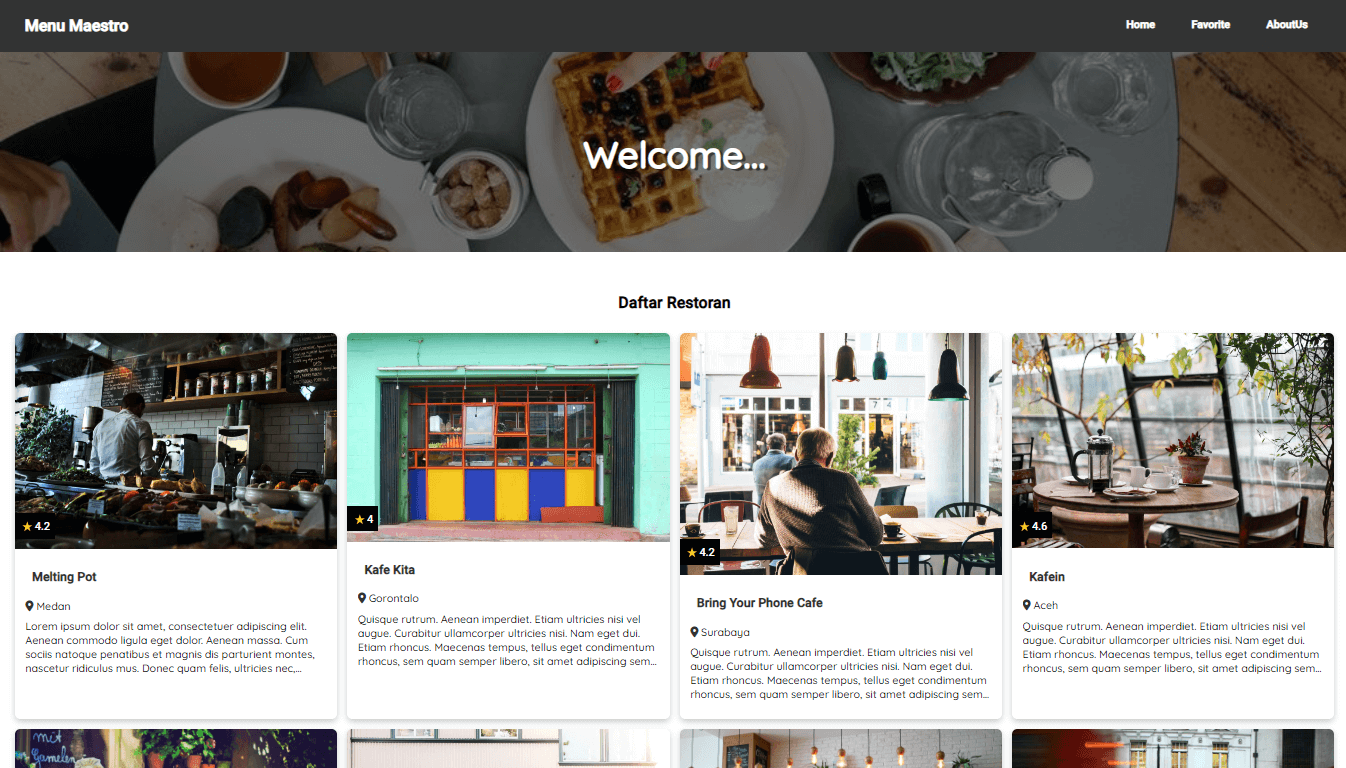 Menu Maestro
Home
Favorite
AboutUs
Welcome...
Daftar Restoran
★ 4.2
Melting Pot
Medan
Lorem ipsum dolor sit amet, consectetuer adipiscing elit.
Aenean commodo ligula eget dolor. Aenean massa. Cum
sociis natoque penatibus et magnis dis parturient montes,
nascetur ridiculus mus. Donec quam felis, ultricies nec,...
★ 4
Kafe Kita
Gorontalo
Quisque rutrum. Aenean imperdiet. Etiam ultricies nisi vel
augue. Curabitur ullamcorper ultricies nisi. Nam eget dui.
Etiam rhoncus. Maecenas tempus, tellus eget condimentum
rhoncus, sem quam semper libero, sit amet adipiscing sem...
★ 4.2
Bring Your Phone Cafe
Surabaya
Quisque rutrum. Aenean imperdiet. Etiam ultricies nisi vel
augue. Curabitur ullamcorper ultricies nisi. Nam eget dui.
Etiam rhoncus. Maecenas tempus, tellus eget condimentum
rhoncus, sem quam semper libero, sit amet adipiscing sem...
★ 4.6
Kafein
Aceh
Quisque rutrum. Aenean imperdiet. Etiam ultricies nisi vel
augue. Curabitur ullamcorper ultricies nisi. Nam eget dui.
Etiam rhoncus. Maecenas tempus, tellus eget condimentum
rhoncus, sem quam semper libero, sit amet adipiscing sem...
mit
Gamelan